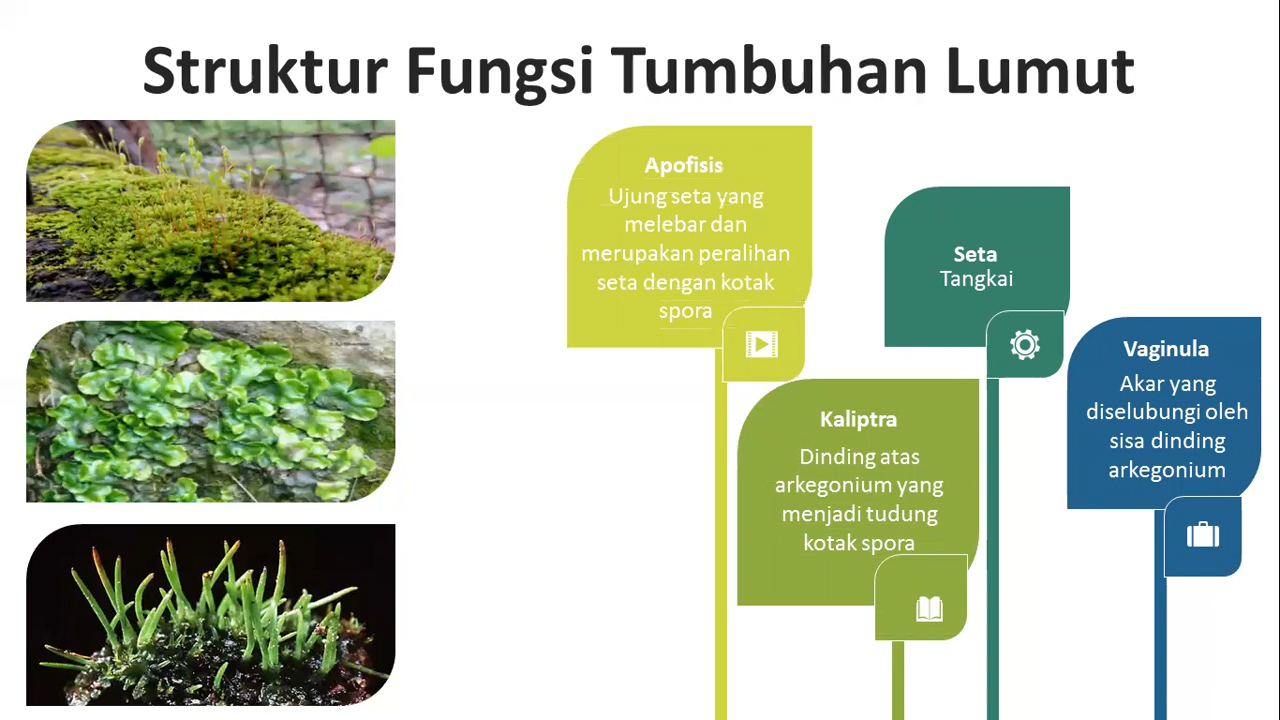 Struktur Fungsi Tumbuhan Lumut
Apofisis
Ujung seta yang
melebar dan
merupakan peralihan
seta dengan kotak
spora
Seta
Tangkai
Vaginula
Akar yang
diselubungi oleh
sisa dinding
arkegonium
Kaliptra
Dinding atas
arkegonium yang
menjadi tudung
kotak spora